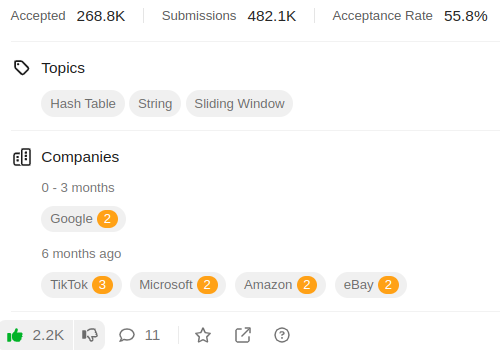 Accepted 268.8K Submissions 482.1K Acceptance Rate 55.8%
Topics
Hash Table String Sliding Window
Companies
0 - 3 months
Google 2
6 months ago
TikTok 3 Microsoft 2 Amazon 2 eBay 2
2.2K 11